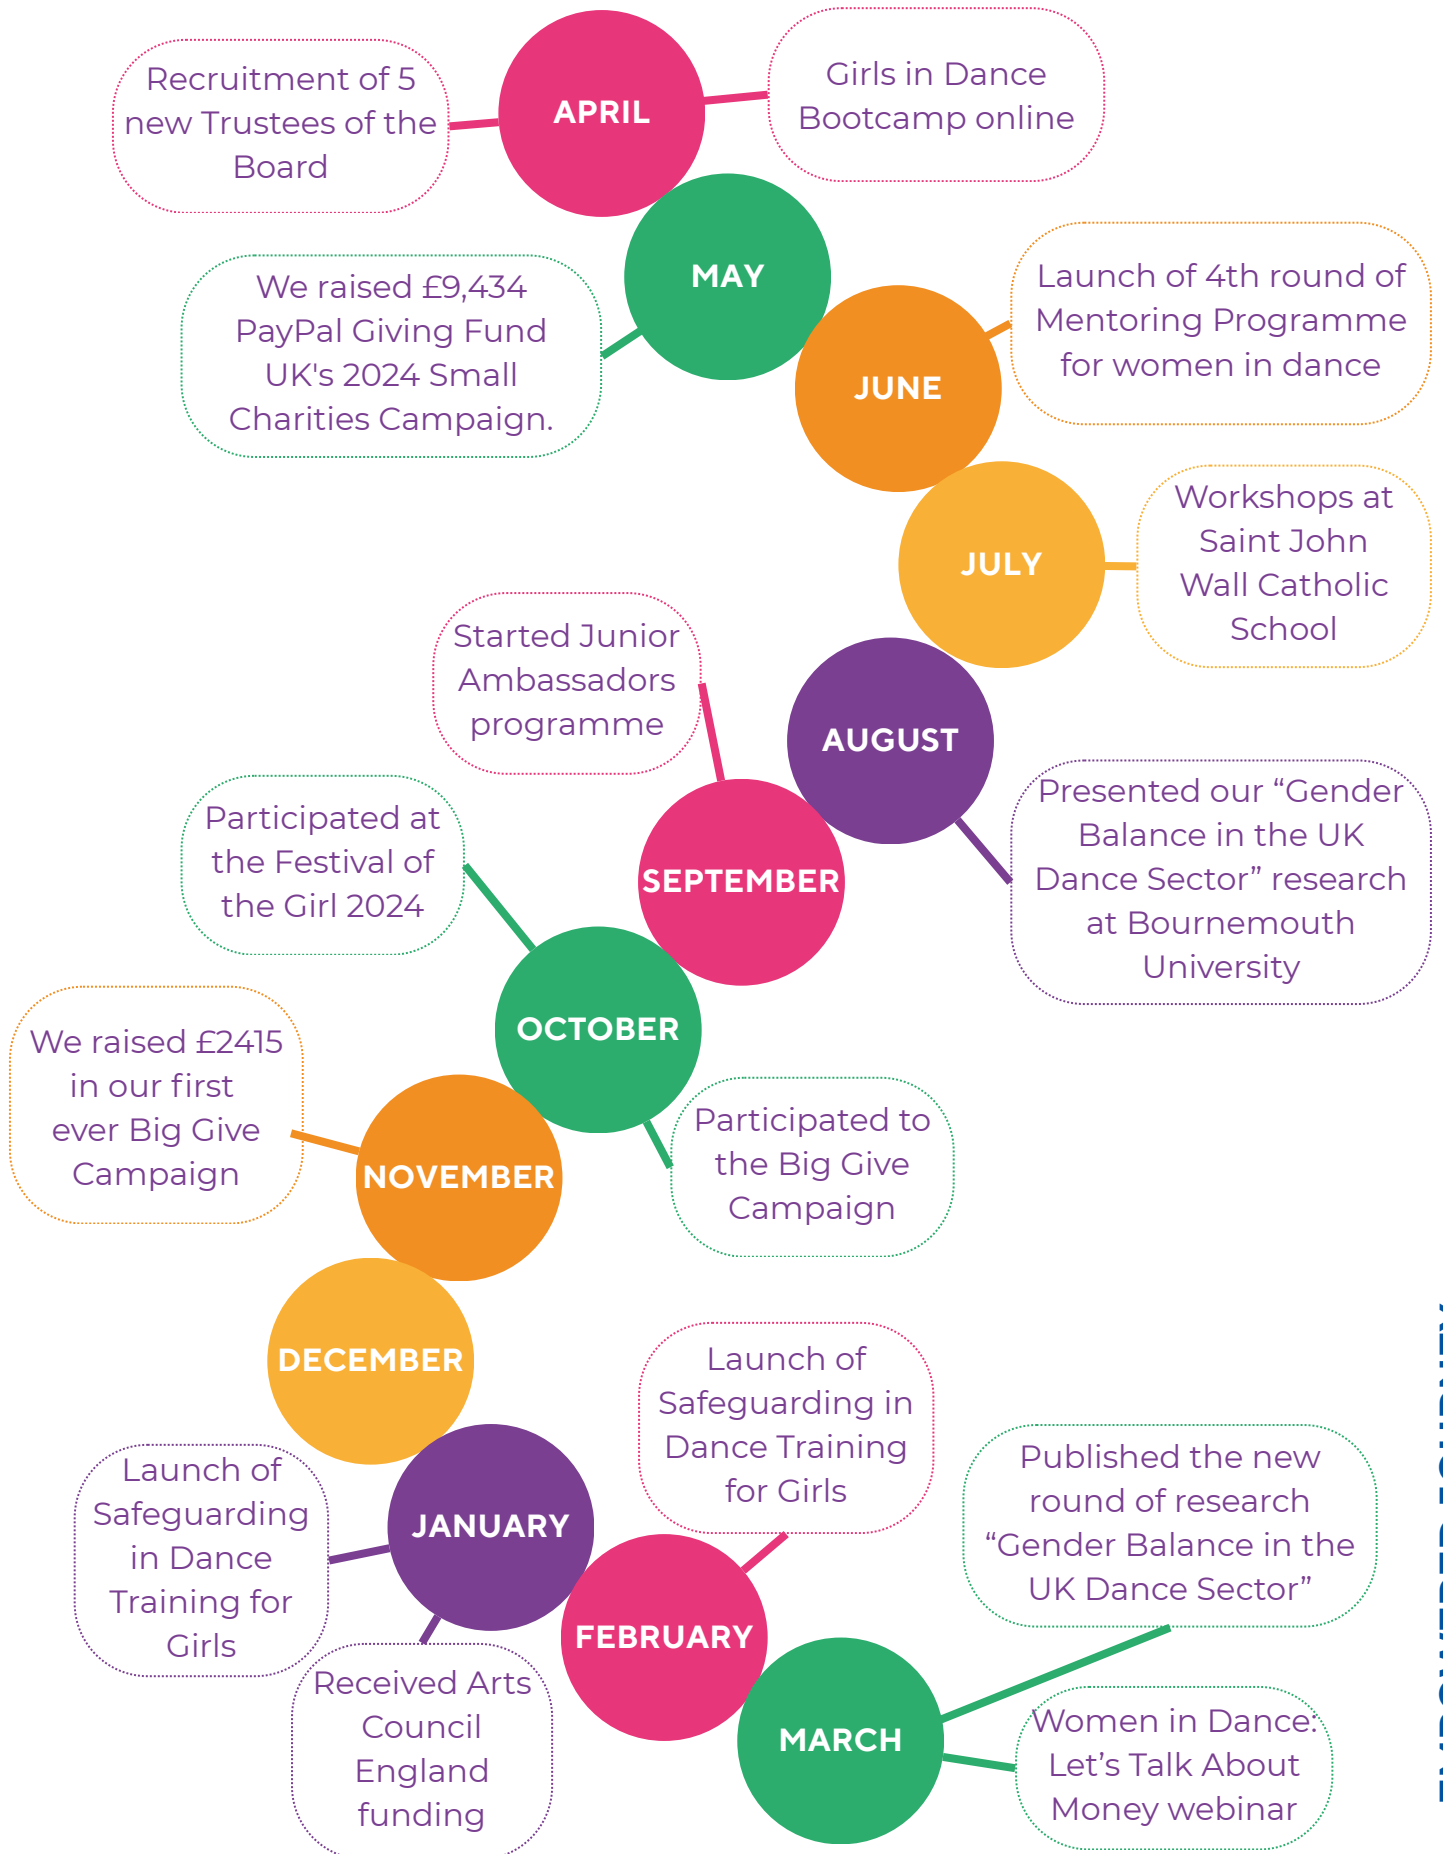 Recruitment of 5
new Trustees of the
Board
APRIL
Girls in Dance
Bootcamp online
We raised £9,434
PayPal Giving Fund
UK's 2024 Small
Charities Campaign.
MAY
JUNE
Launch of 4th round of
Mentoring Programme
for women in dance
JULY
Workshops at
Saint John
Wall Catholic
School
AUGUST
Presented our “Gender
Balance in the UK
Dance Sector” research
at Bournemouth
University
Started Junior
Ambassadors
programme
SEPTEMBER
Participated at
the Festival of
the Girl 2024
OCTOBER
Participated to
the Big Give
Campaign
We raised £2415
in our first
ever Big Give
Campaign
NOVEMBER
DECEMBER
Launch of
Safeguarding
in Dance
Training for
Girls
JANUARY
Received Arts
Council
England
funding
Launch of
Safeguarding in
Dance Training
for Girls
FEBRUARY
Published the new
round of research
“Gender Balance in the
UK Dance Sector”
MARCH
Women in Dance:
Let’s Talk About
Money webinar